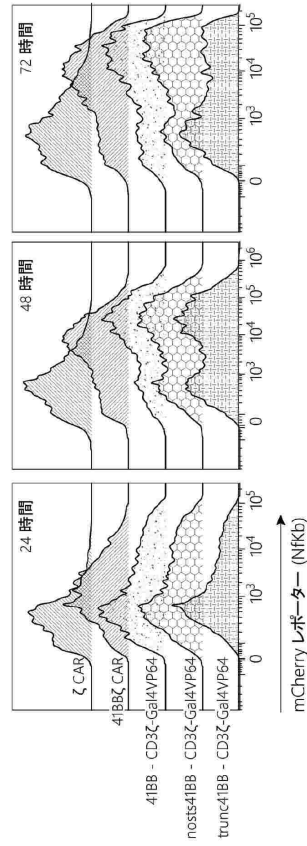 24 時間
48 時間
72 時間
ζ CAR
41BBζ CAR
41BB - CD3ζ-Gal4VP64
nosts41BB - CD3ζ-Gal4VP64
trunc41BB - CD3ζ-Gal4VP64
0 10³ 10⁴ 10⁵
0 10³ 10⁴ 10⁵ 10⁶
0 10³ 10⁴ 10⁵
mCherry レポーター (NfKb)